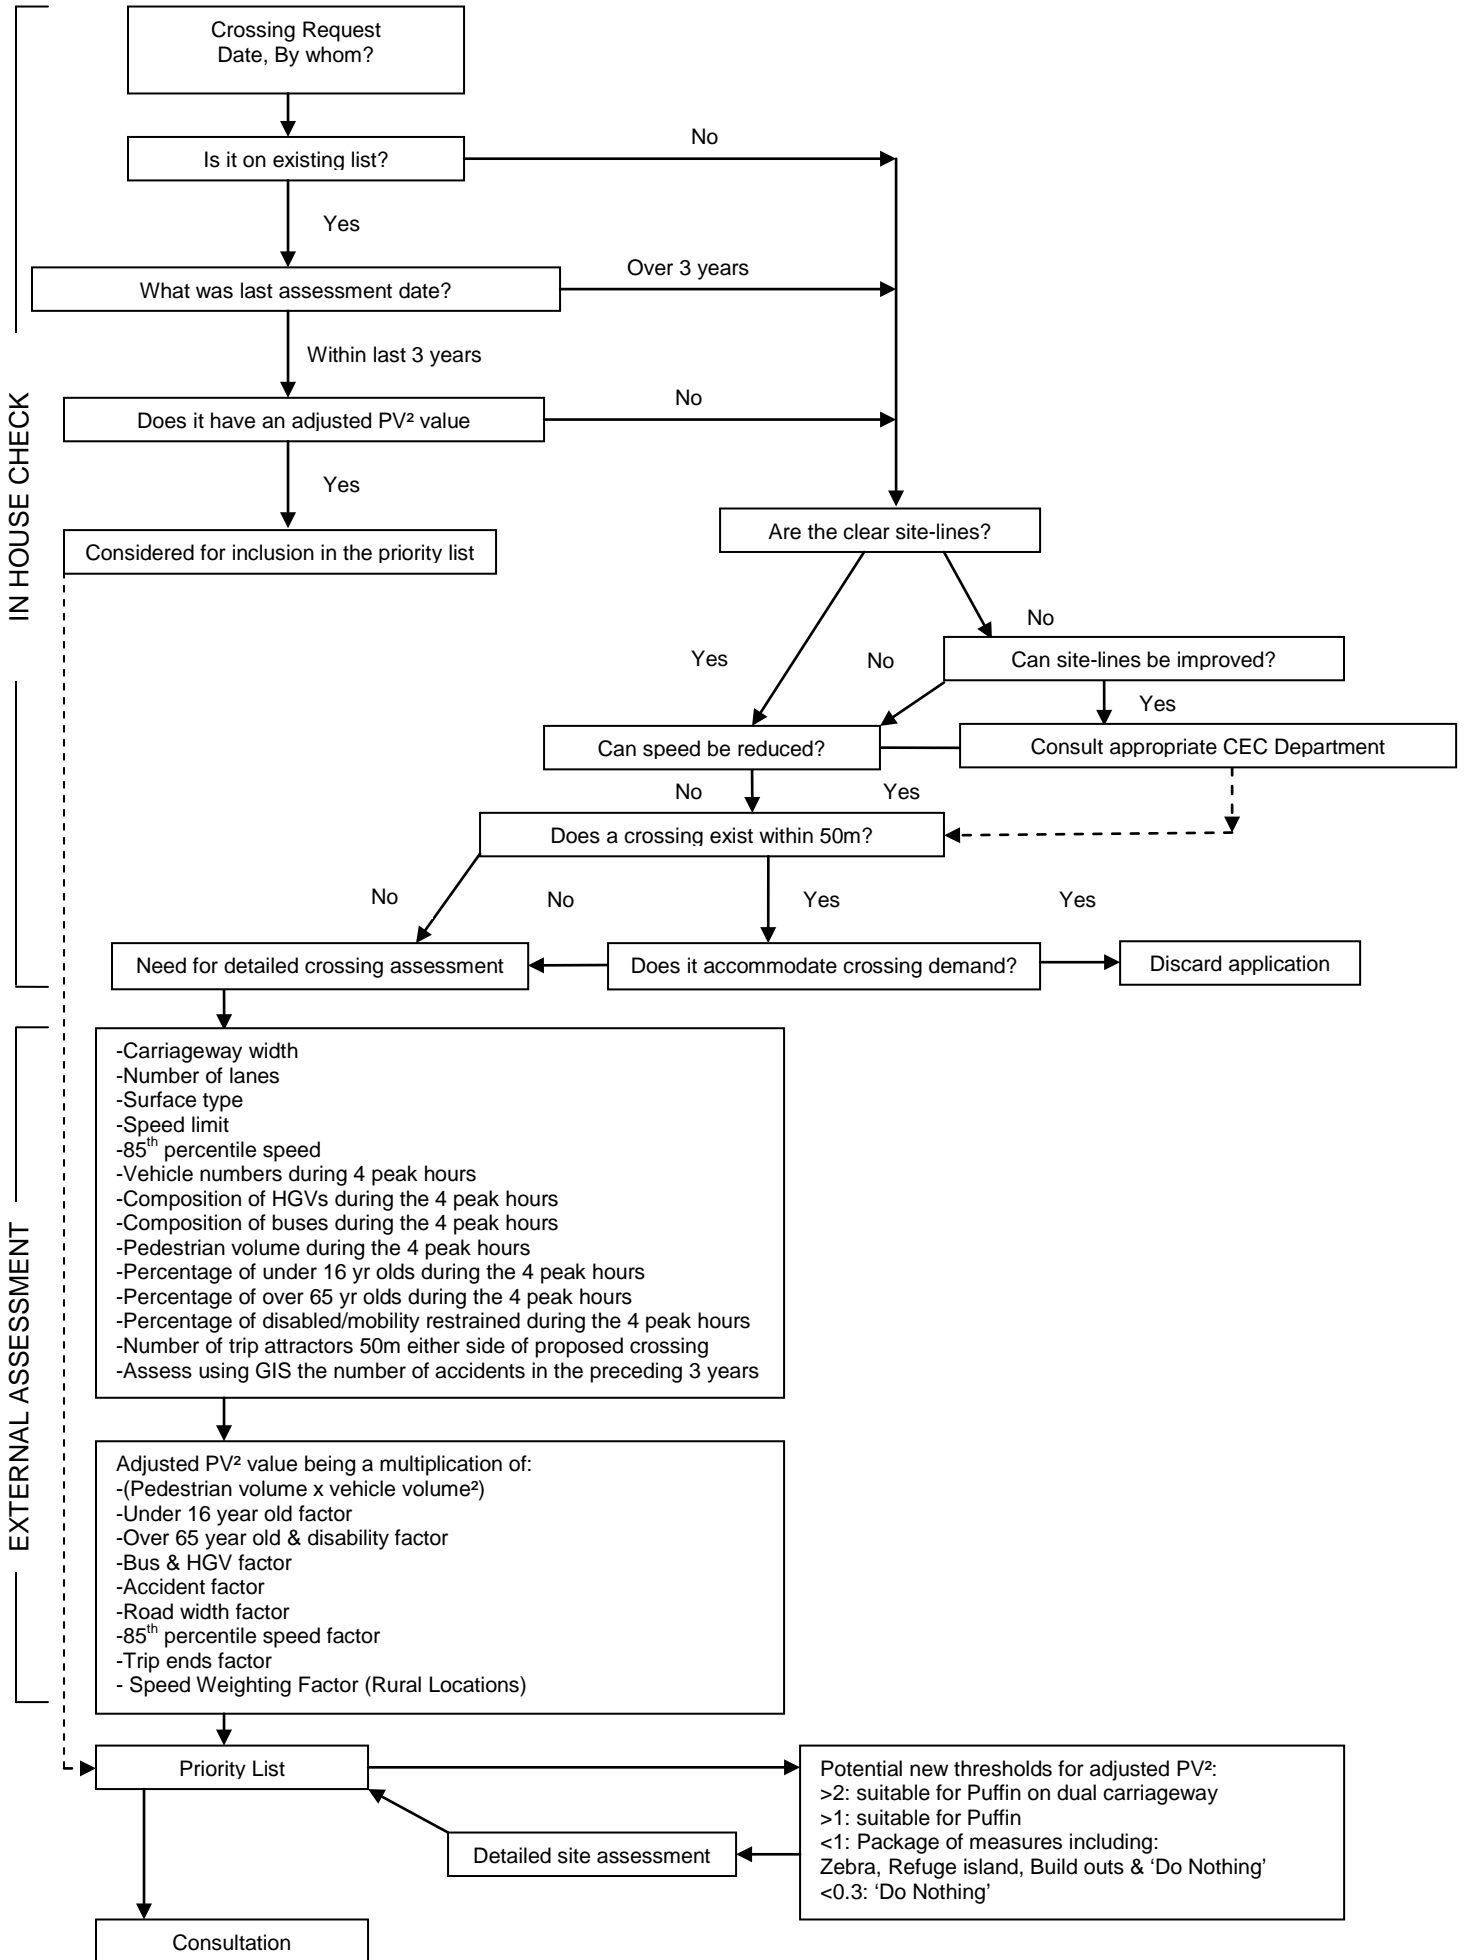 Crossing Request
Date, By whom?
No
Is it on existing list?
Yes
Over 3 years
What was last assessment date?
Within last 3 years
IN HOUSE CHECK
No
Does it have an adjusted PV² value
Yes
Are the clear site-lines?
Considered for inclusion in the priority list
No
Yes
No
Can site-lines be improved?
Yes
Can speed be reduced?
Consult appropriate CEC Department
No
Yes
Does a crossing exist within 50m?
No
No
Yes
Yes
Need for detailed crossing assessment
Does it accommodate crossing demand?
Discard application
EXTERNAL ASSESSMENT
-Carriageway width
-Number of lanes
-Surface type
-Speed limit
-85th percentile speed
-Vehicle numbers during 4 peak hours
-Composition of HGVs during the 4 peak hours
-Composition of buses during the 4 peak hours
-Pedestrian volume during the 4 peak hours
-Percentage of under 16 yr olds during the 4 peak hours
-Percentage of over 65 yr olds during the 4 peak hours
-Percentage of disabled/mobility restrained during the 4 peak hours
-Number of trip attractors 50m either side of proposed crossing
-Assess using GIS the number of accidents in the preceding 3 years
Adjusted PV² value being a multiplication of:
-(Pedestrian volume x vehicle volume²)
-Under 16 year old factor
-Over 65 year old & disability factor
-Bus & HGV factor
-Accident factor
-Road width factor
-85th percentile speed factor
-Trip ends factor
- Speed Weighting Factor (Rural Locations)
Priority List
Potential new thresholds for adjusted PV²:
>2: suitable for Puffin on dual carriageway
>1: suitable for Puffin
<1: Package of measures including:
Zebra, Refuge island, Build outs & ‘Do Nothing’
<0.3: ‘Do Nothing’
Detailed site assessment
Consultation